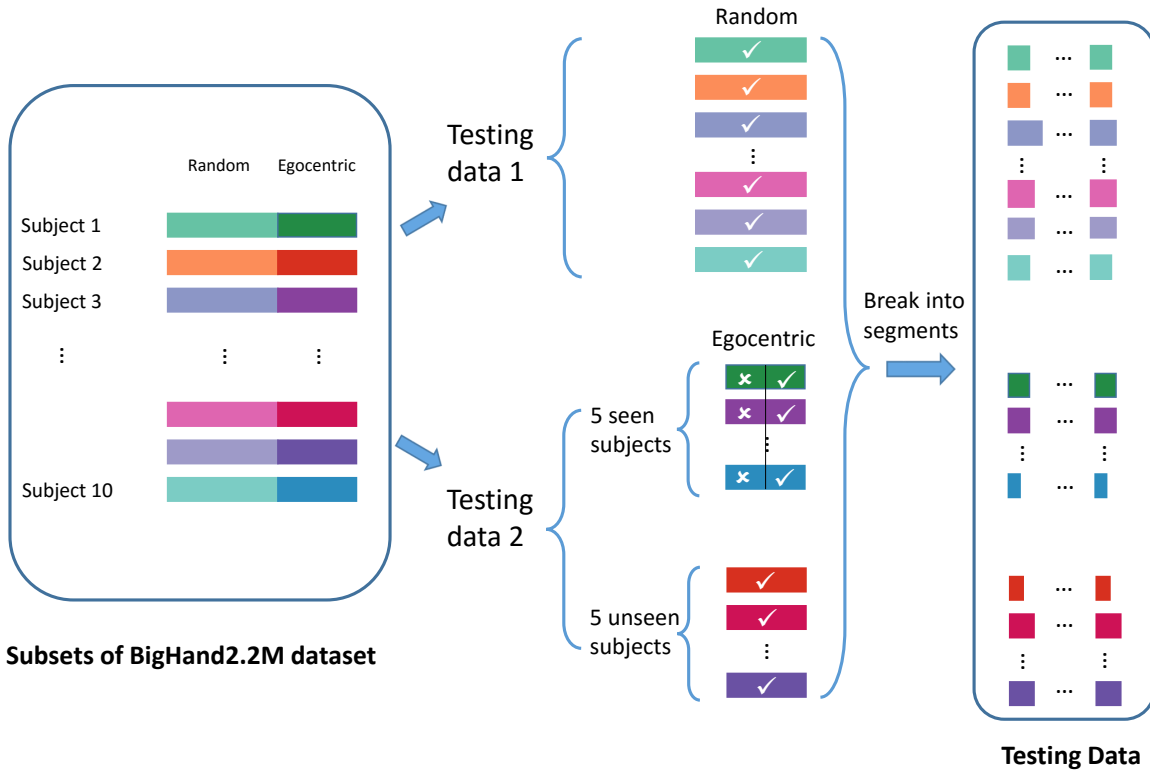 Random Egocentric
Subject 1
Subject 2
Subject 3
⋮ ⋮ ⋮
Subject 10
Subsets of BigHand2.2M dataset
Testing
data 1
Testing
data 2
Random
✓
✓
✓
⋮
✓
✓
✓
Egocentric
5 seen
subjects
× ✓
× ✓
⋮
× ✓
5 unseen
subjects
✓
✓
⋮
✓
Break into
segments
...
...
...
⋮ ⋮
...
...
...
...
...
⋮ ⋮
...
...
...
⋮ ⋮
...
Testing Data